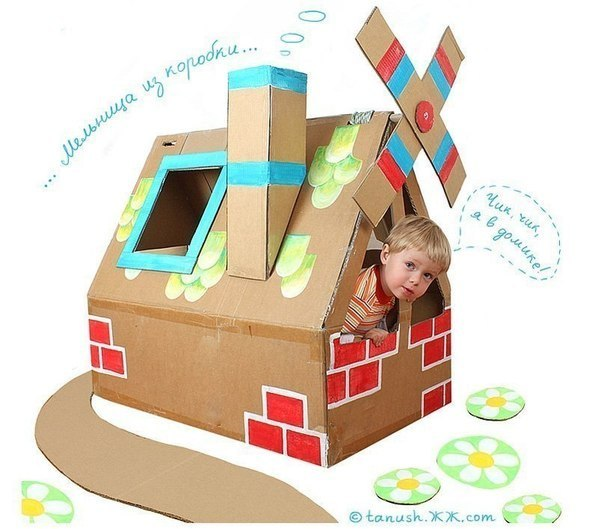 ... Мельница из коробки...
Чик, чик,
я в домике!
© tanush.ЖЖ.com